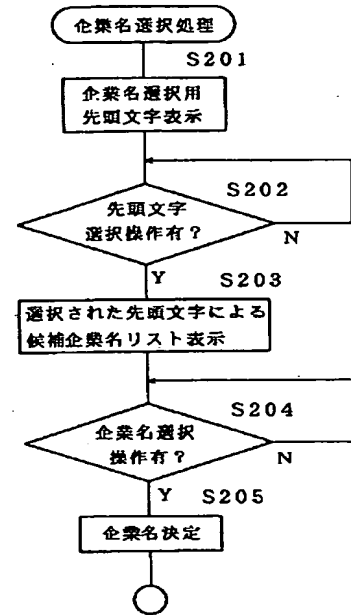 企業名選択処理
S201
企業名選択用
先頭文字表示
S202
先頭文字
選択操作有?
N
Y
S203
選択された先頭文字による
候補企業名リスト表示
S204
企業名選択
操作有?
N
Y
S205
企業名決定